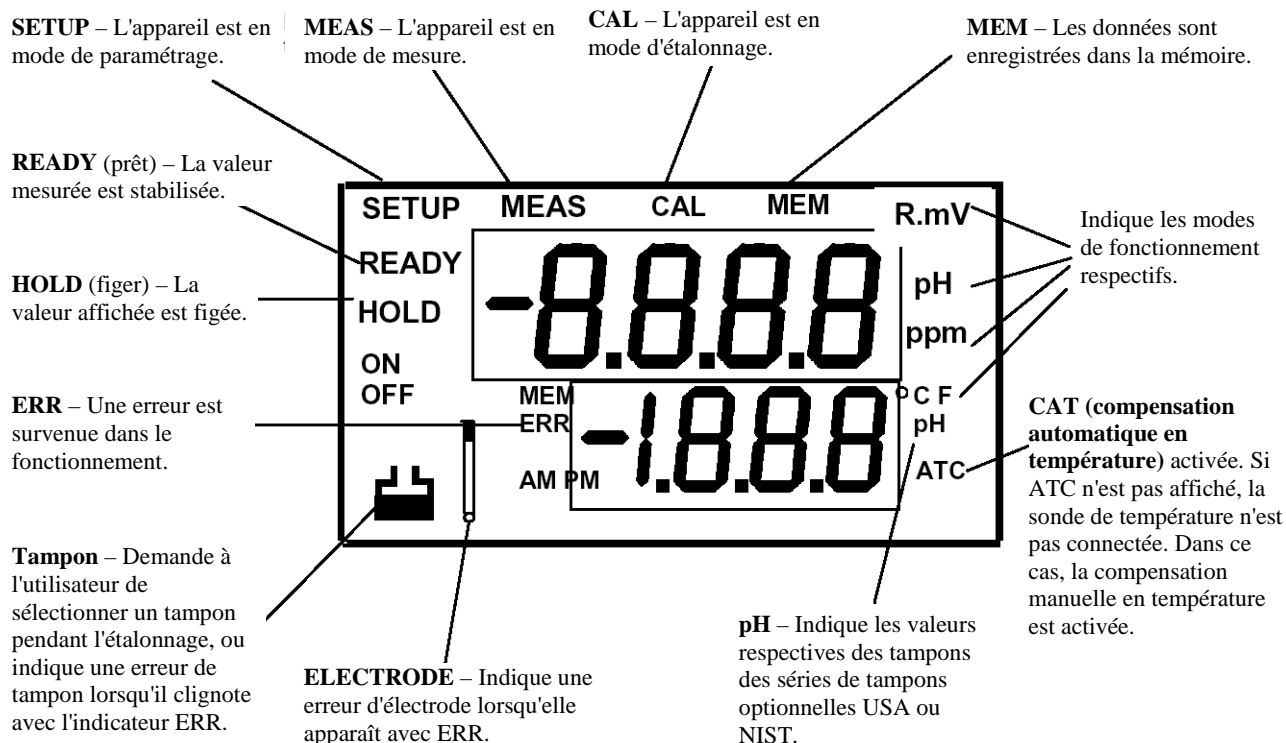 SETUP – L'appareil est en
mode de paramétrage.
MEAS – L'appareil est en
mode de mesure.
CAL – L'appareil est en
mode d'étalonnage.
MEM – Les données sont
enregistrées dans la mémoire.
READY (prêt) – La valeur
mesurée est stabilisée.
HOLD (figer) – La
valeur affichée est figée.
ERR – Une erreur est
survenue dans le
fonctionnement.
Tampon – Demande à
l'utilisateur de
sélectionner un tampon
pendant l'étalonnage, ou
indique une erreur de
tampon lorsqu'il clignote
avec l'indicateur ERR.
SETUP MEAS CAL MEM
R.mV
READY
HOLD
-8.8.8.8
pH
ppm
ON
OFF
MEM
ERR
AM PM
-1.8.8.8
°C F
pH
ATC
Indique les modes
de fonctionnement
respectifs.
CAT (compensation
automatique en
température) activée. Si
ATC n'est pas affiché, la
sonde de température n'est
pas connectée. Dans ce
cas, la compensation
manuelle en température
est activée.
ELECTRODE – Indique une
erreur d'électrode lorsqu'elle
apparaît avec ERR.
pH – Indique les valeurs
respectives des tampons
des séries de tampons
optionnelles USA ou
NIST.